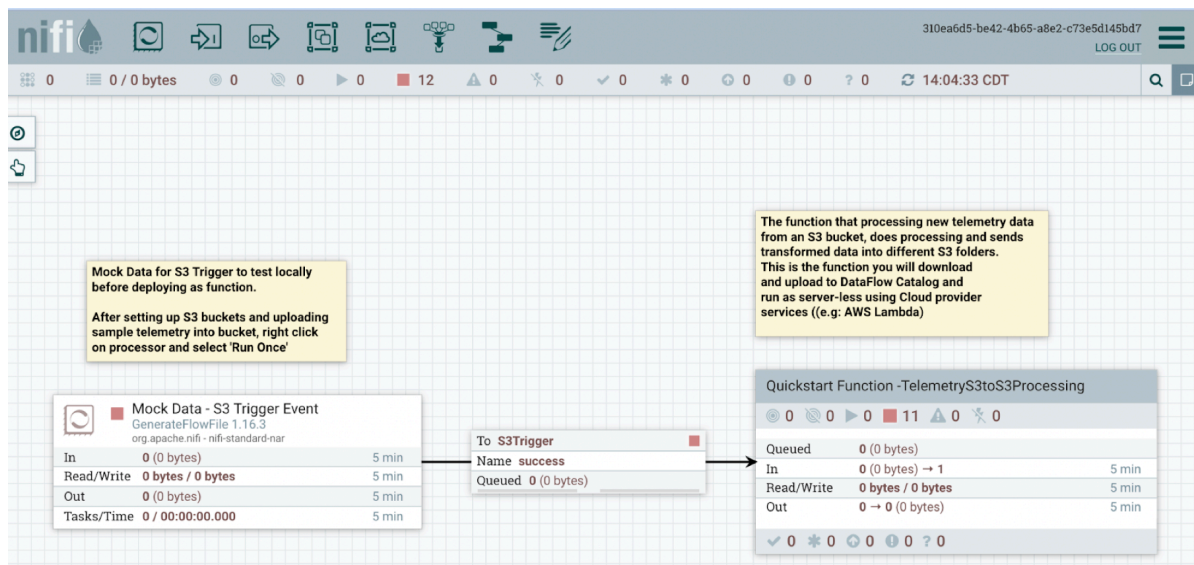 nifi
310ea6d5-be42-4b65-a8e2-c73e5d145bd7
LOG OUT
0 0 / 0 bytes 0 0 0 12 0 0 0 0 0 0 ? 0 14:04:33 CDT
The function that processing new telemetry data
from an S3 bucket, does processing and sends
transformed data into different S3 folders.
This is the function you will download
and upload to DataFlow Catalog and
run as server-less using Cloud provider
services ((e.g: AWS Lambda)
Mock Data for S3 Trigger to test locally
before deploying as function.
After setting up S3 buckets and uploading
sample telemetry into bucket, right click
on processor and select 'Run Once'
Mock Data - S3 Trigger Event
GenerateFlowFile 1.16.3
org.apache.nifi - nifi-standard-nar
In 0 (0 bytes) 5 min
Read/Write 0 bytes / 0 bytes 5 min
Out 0 (0 bytes) 5 min
Tasks/Time 0 / 00:00:00.000 5 min
To S3Trigger
Name success
Queued 0 (0 bytes)
Quickstart Function -TelemetryS3toS3Processing
0 0 0 11 0 0
Queued 0 (0 bytes)
In 0 (0 bytes) → 1 5 min
Read/Write 0 bytes / 0 bytes 5 min
Out 0 → 0 (0 bytes) 5 min
0 0 0 0 ? 0